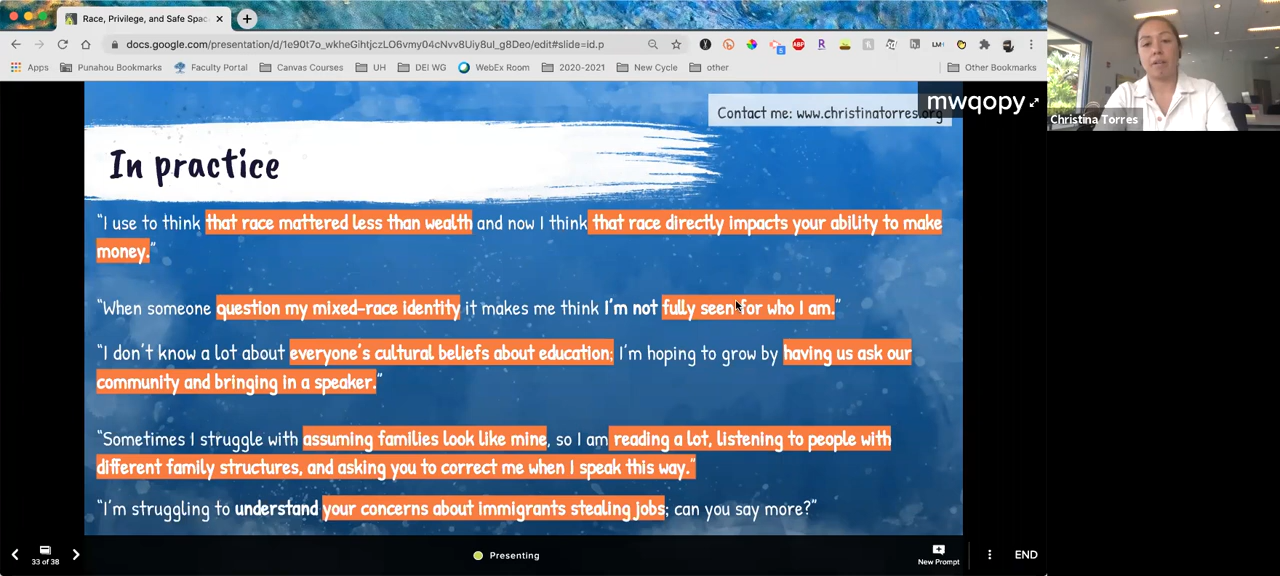 Race, Privilege, and Safe Spac
docs.google.com/presentation/d/1e90t7o_wkheGihtjczLO6vmy04cNvv8Uiy8ul_g8Deo/edit#slide=id.p
Apps Punahou Bookmarks Faculty Portal Canvas Courses UH DEI WG WebEx Room 2020-2021 New Cycle other Other Bookmarks
mwqopy
Contact me: www.christinatorres.org
Christina Torres
In practice
“I use to think that race mattered less than wealth and now I think that race directly impacts your ability to make
money.”
“When someone question my mixed-race identity it makes me think I’m not fully seen for who I am.”
“I don’t know a lot about everyone’s cultural beliefs about education; I’m hoping to grow by having us ask our
community and bringing in a speaker.”
“Sometimes I struggle with assuming families look like mine, so I am reading a lot, listening to people with
different family structures, and asking you to correct me when I speak this way.”
“I’m struggling to understand your concerns about immigrants stealing jobs; can you say more?”
33 of 38
Presenting
New Prompt
END